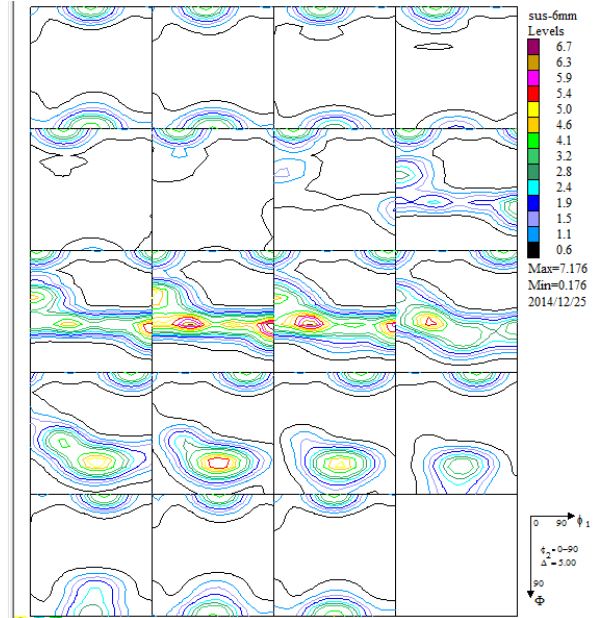 sus-6mm
Levels
6.7
6.3
5.9
5.4
5.0
4.6
4.1
3.2
2.8
2.4
1.9
1.5
1.1
0.6
Max=7.176
Min=0.176
2014/12/25
0 90 ϕ1
ϕ2=0-90
Δ=5.00
90
Φ